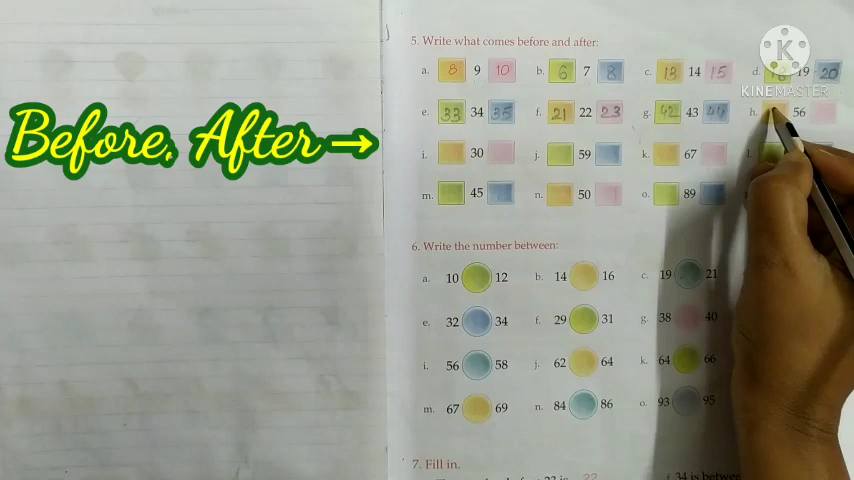 5. Write what comes before and after:
a. 8 9 10 b. 6 7 8 c. 13 14 15 d. 18 19 20
KINEMASTER
e. 33 34 35 f. 21 22 23 g. 42 43 44 h. 56
Before, After →
i. 30 j. 59 k. 67 l.
m. 45 n. 50 o. 89
6. Write the number between:
a. 10 12 b. 14 16 c. 19 21
e. 32 34 f. 29 31 g. 38 40
i. 56 58 j. 62 64 k. 64 66
m. 67 69 n. 84 86 o. 93 95
7. Fill in.